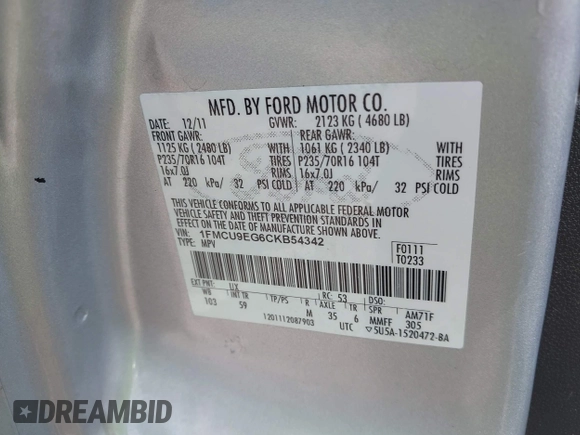 MFD. BY FORD MOTOR CO.
DATE: 12/11 GVWR: 2123 KG ( 4680 LB)
FRONT GAWR: REAR GAWR:
1125 KG ( 2480 LB) WITH 1061 KG ( 2340 LB) WITH
P235/70R16 104T TIRES P235/70R16 104T TIRES
16x7.0J RIMS 16x7.0J RIMS
AT 220 kPa/ 32 PSI COLD AT 220 kPa/ 32 PSI COLD
THIS VEHICLE CONFORMS TO ALL APPLICABLE FEDERAL MOTOR
VEHICLE SAFETY AND BUMPER AND THEFT PREVENTION STANDARDS IN
EFFECT ON THE DATE OF MANUFACTURE SHOWN ABOVE.
VIN: 1FMCU9EG6CKB54342
TYPE: MPV
F0111
T0233
EXT PNT: UX RC: 53 DSO:
WB INT TR TP/PS R AXLE TR SPR AM71F
103 59 M 35 6 MMFF 305
1201112087903 UTC ▽5U5A-1520472-BA
DREAMBID